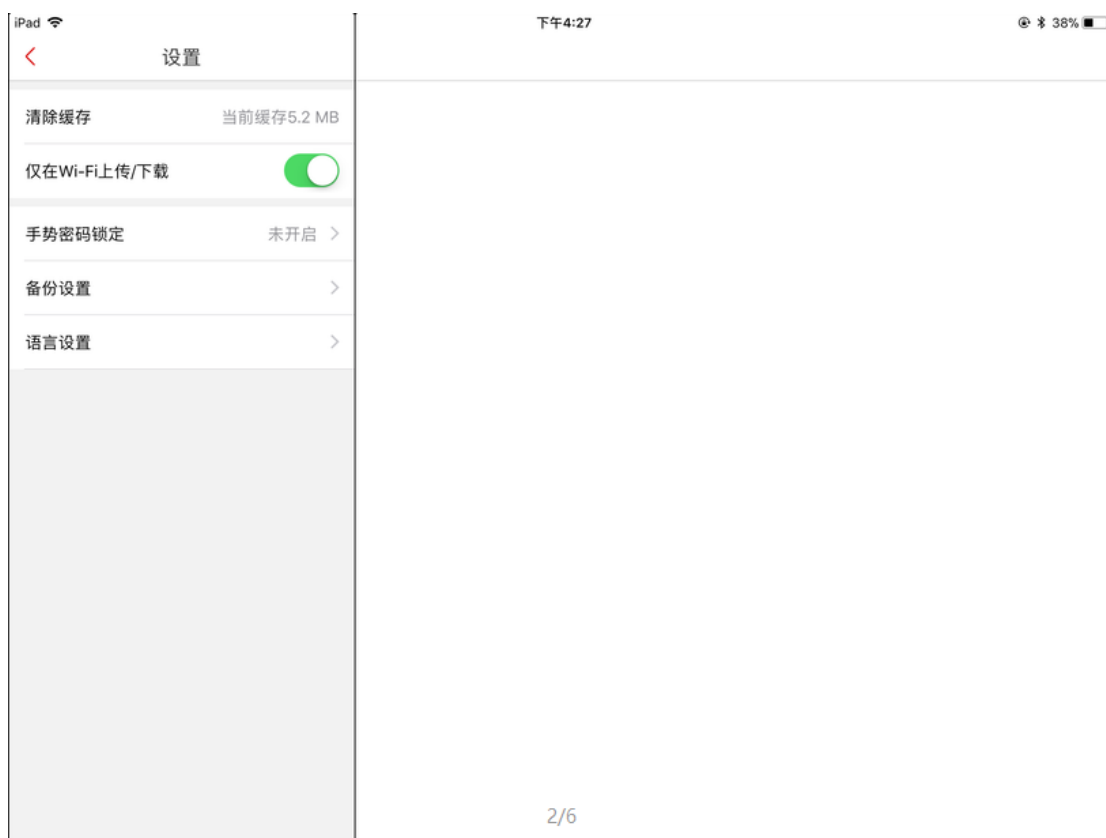 iPad 下午4:27 38%
设置
清除缓存 当前缓存5.2 MB
仅在Wi-Fi上传/下载
手势密码锁定 未开启
备份设置
语言设置
2/6